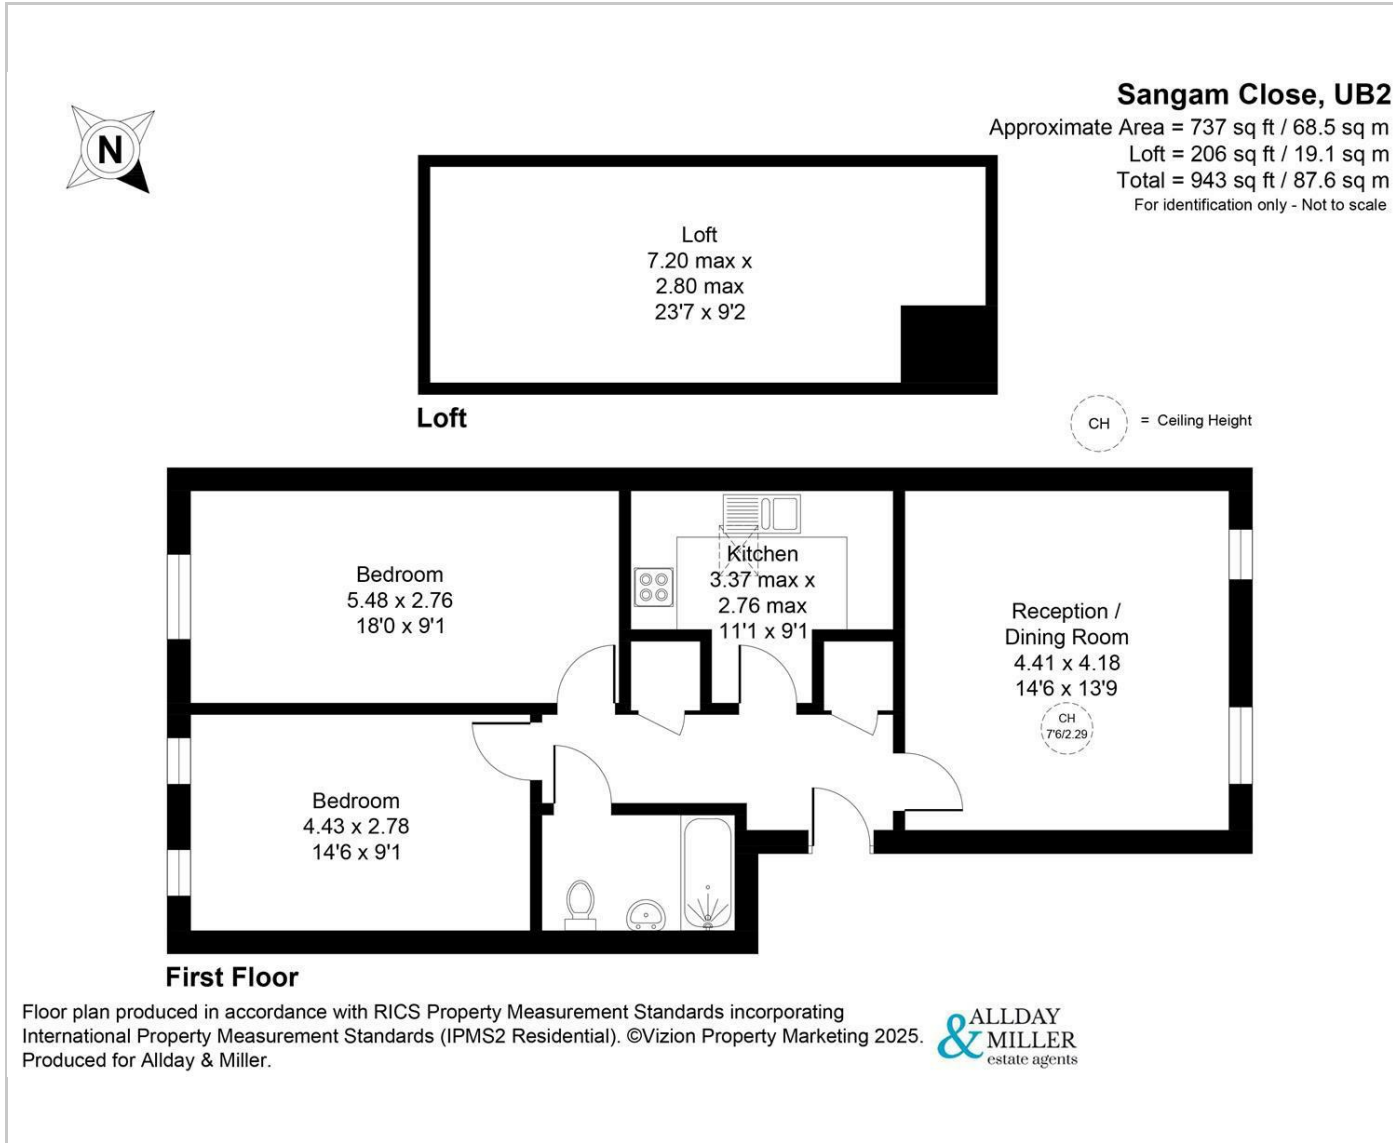 N
Sangam Close, UB2
Approximate Area = 737 sq ft / 68.5 sq m
Loft = 206 sq ft / 19.1 sq m
Total = 943 sq ft / 87.6 sq m
For identification only - Not to scale
Loft
7.20 max x
2.80 max
23'7 x 9'2
Loft
CH
= Ceiling Height
Bedroom
5.48 x 2.76
18'0 x 9'1
Kitchen
3.37 max x
2.76 max
11'1 x 9'1
Reception /
Dining Room
4.41 x 4.18
14'6 x 13'9
CH
7'6/2.29
Bedroom
4.43 x 2.78
14'6 x 9'1
First Floor
Floor plan produced in accordance with RICS Property Measurement Standards incorporating
International Property Measurement Standards (IPMS2 Residential). ©Vizion Property Marketing 2025.
Produced for Allday & Miller.
ALLDAY
& MILLER
estate agents